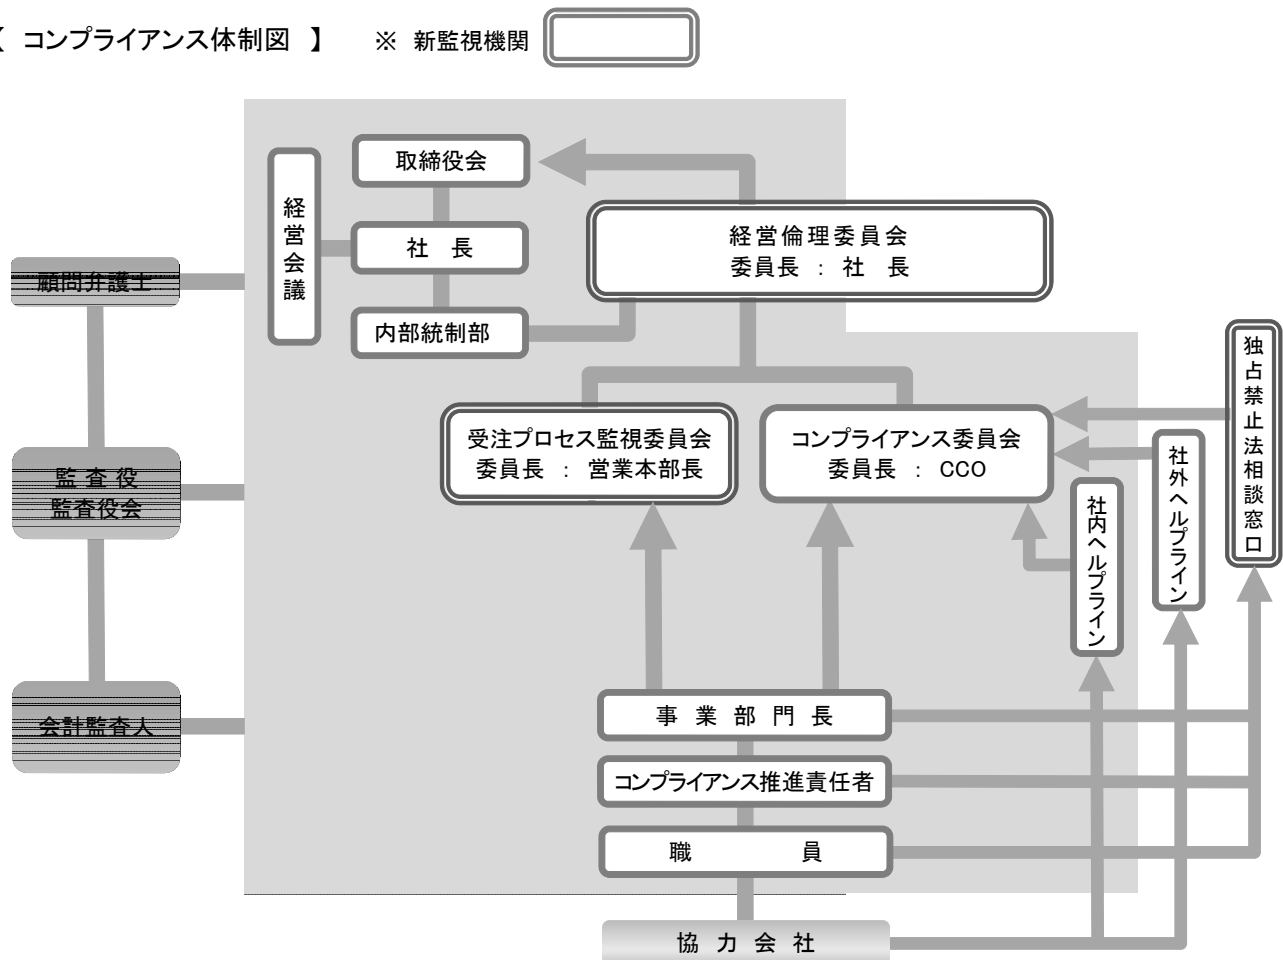 【 コンプライアンス体制図 】 ※ 新監視機関
取締役会
経営会議
社 長
内部統制部
経営倫理委員会
委員長 : 社 長
顧問弁護士
監 査 役
監査役会
会計監査人
受注プロセス監視委員会
委員長 : 営業本部長
コンプライアンス委員会
委員長 : CCO
独占禁止法相談窓口
社外ヘルプライン
社内ヘルプライン
事 業 部 門 長
コンプライアンス推進責任者
職 員
協 力 会 社